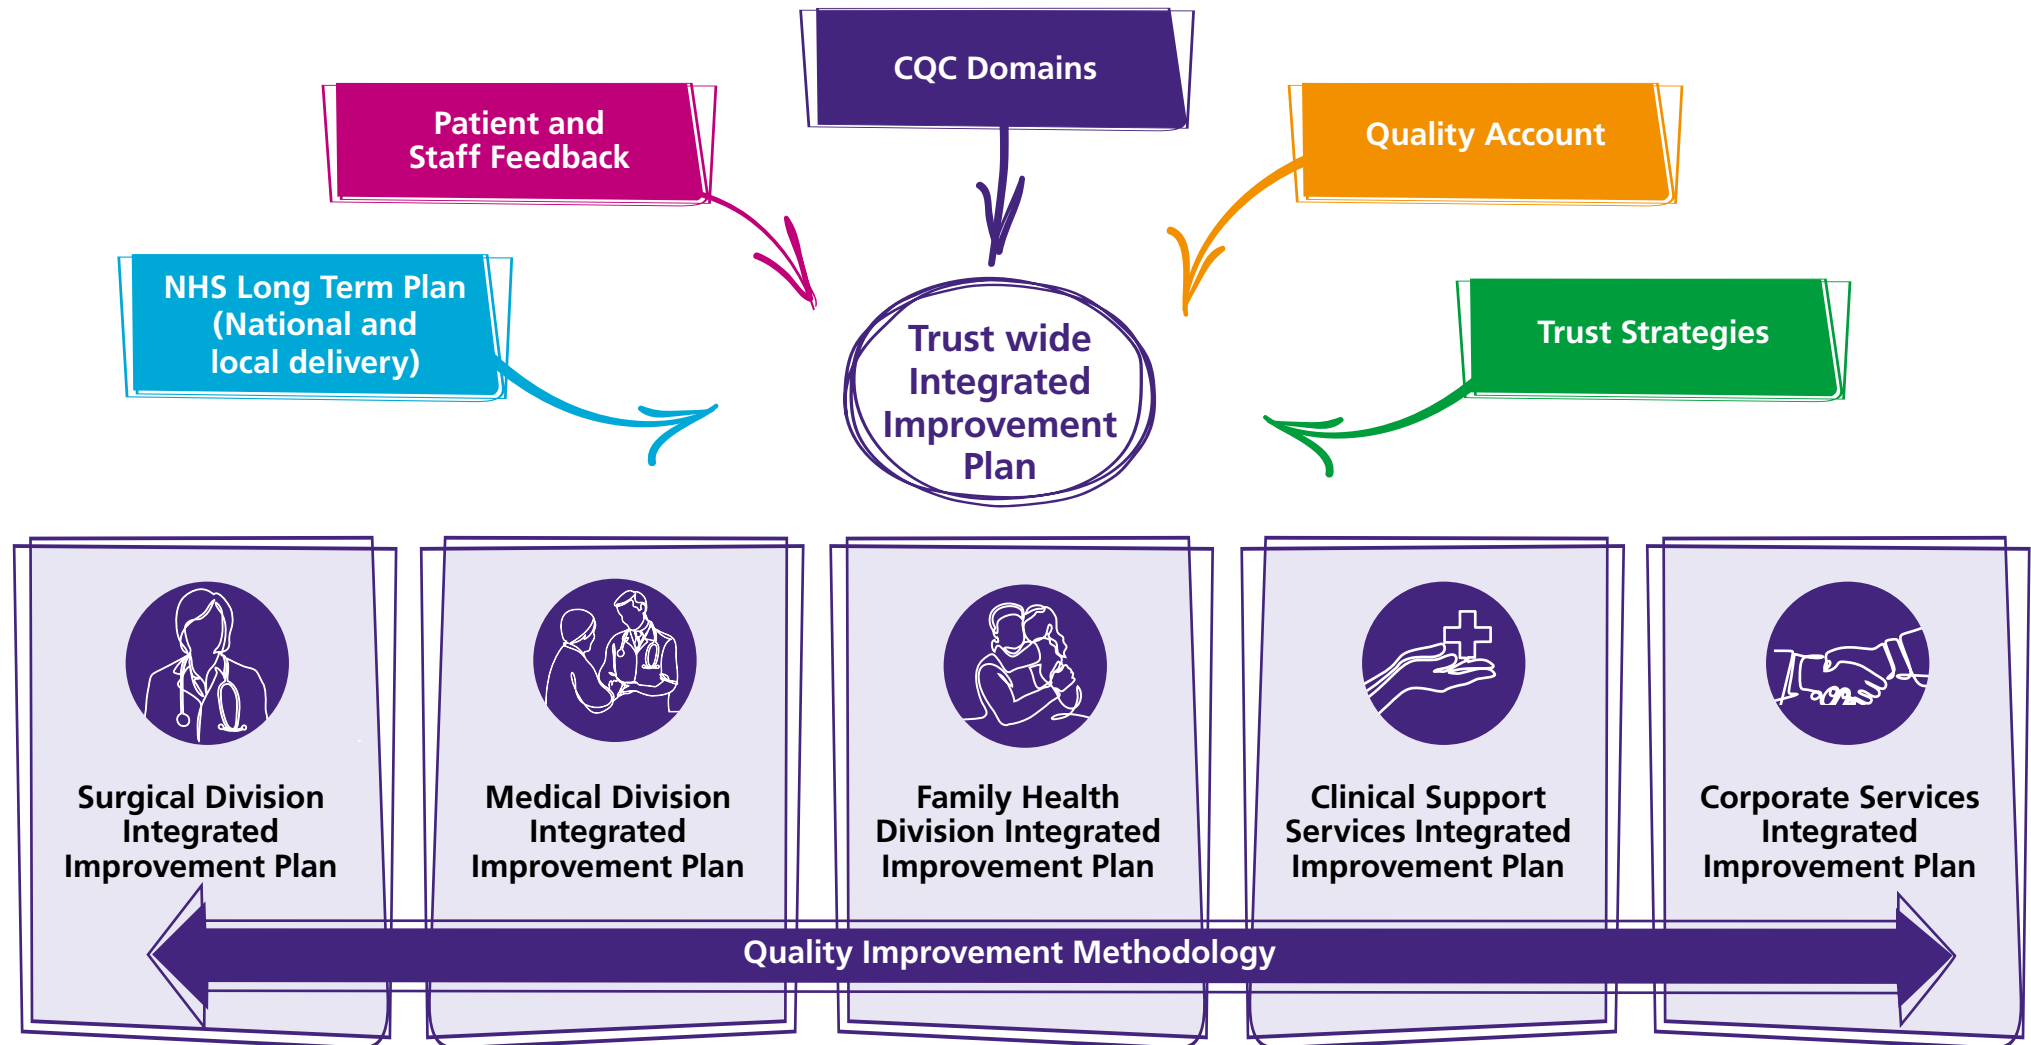 CQC Domains
Patient and
Staff Feedback
Quality Account
NHS Long Term Plan
(National and
local delivery)
Trust Strategies
Trust wide
Integrated
Improvement
Plan
Surgical Division
Integrated
Improvement Plan
Medical Division
Integrated
Improvement Plan
Family Health
Division Integrated
Improvement Plan
Clinical Support
Services Integrated
Improvement Plan
Corporate Services
Integrated
Improvement Plan
Quality Improvement Methodology